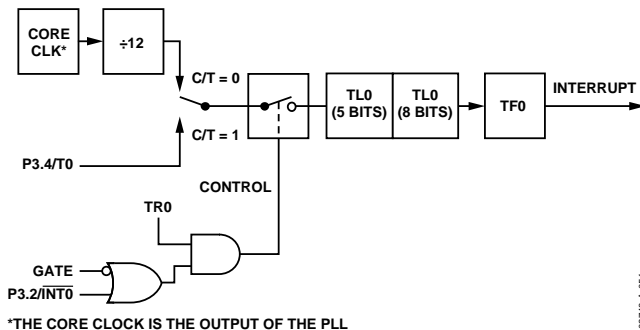 CORE
CLK*
÷12
C/T = 0
C/T = 1
P3.4/T0
TL0
(5 BITS)
TL0
(8 BITS)
TF0
INTERRUPT
CONTROL
TR0
GATE
P3.2/INT0
*THE CORE CLOCK IS THE OUTPUT OF THE PLL